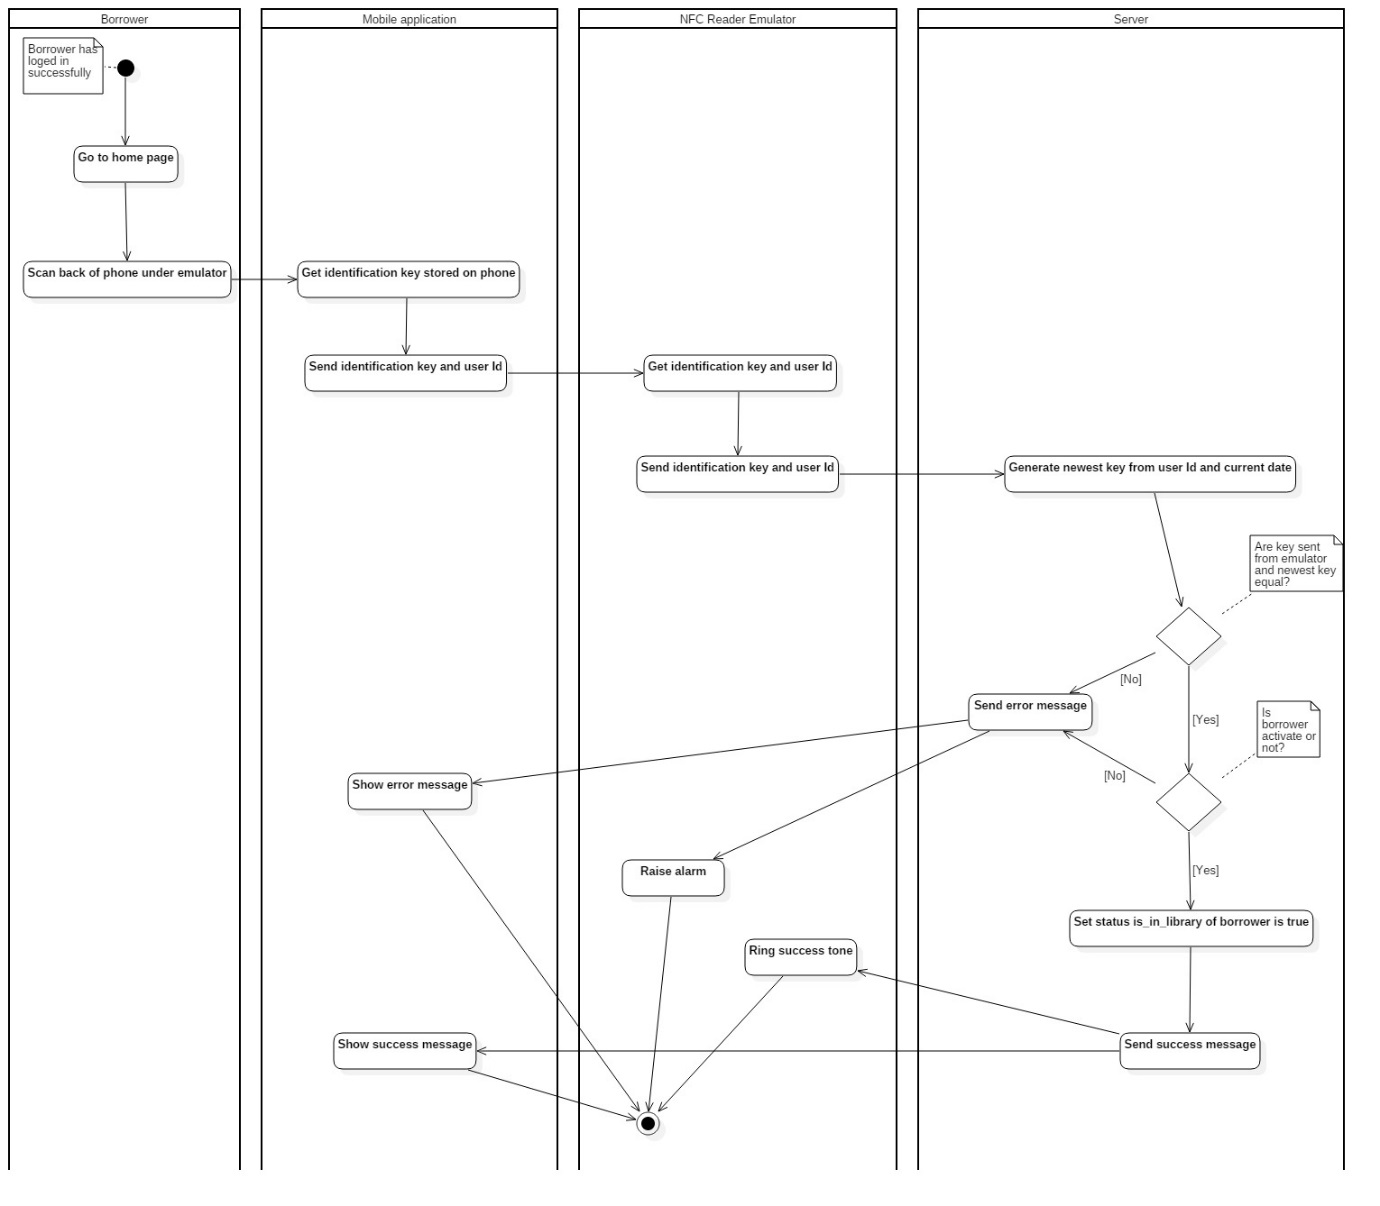 Borrower
Mobile application
NFC Reader Emulator
Server
Borrower has
loged in
successfully
Go to home page
Scan back of phone under emulator
Get identification key stored on phone
Send identification key and user Id
Get identification key and user Id
Send identification key and user Id
Generate newest key from user Id and current date
Are key sent
from emulator
and newest key
equal?
[No]
Send error message
[Yes]
Is
borrower
activate or
not?
[No]
Show error message
Raise alarm
[Yes]
Set status is_in_library of borrower is true
Ring success tone
Show success message
Send success message